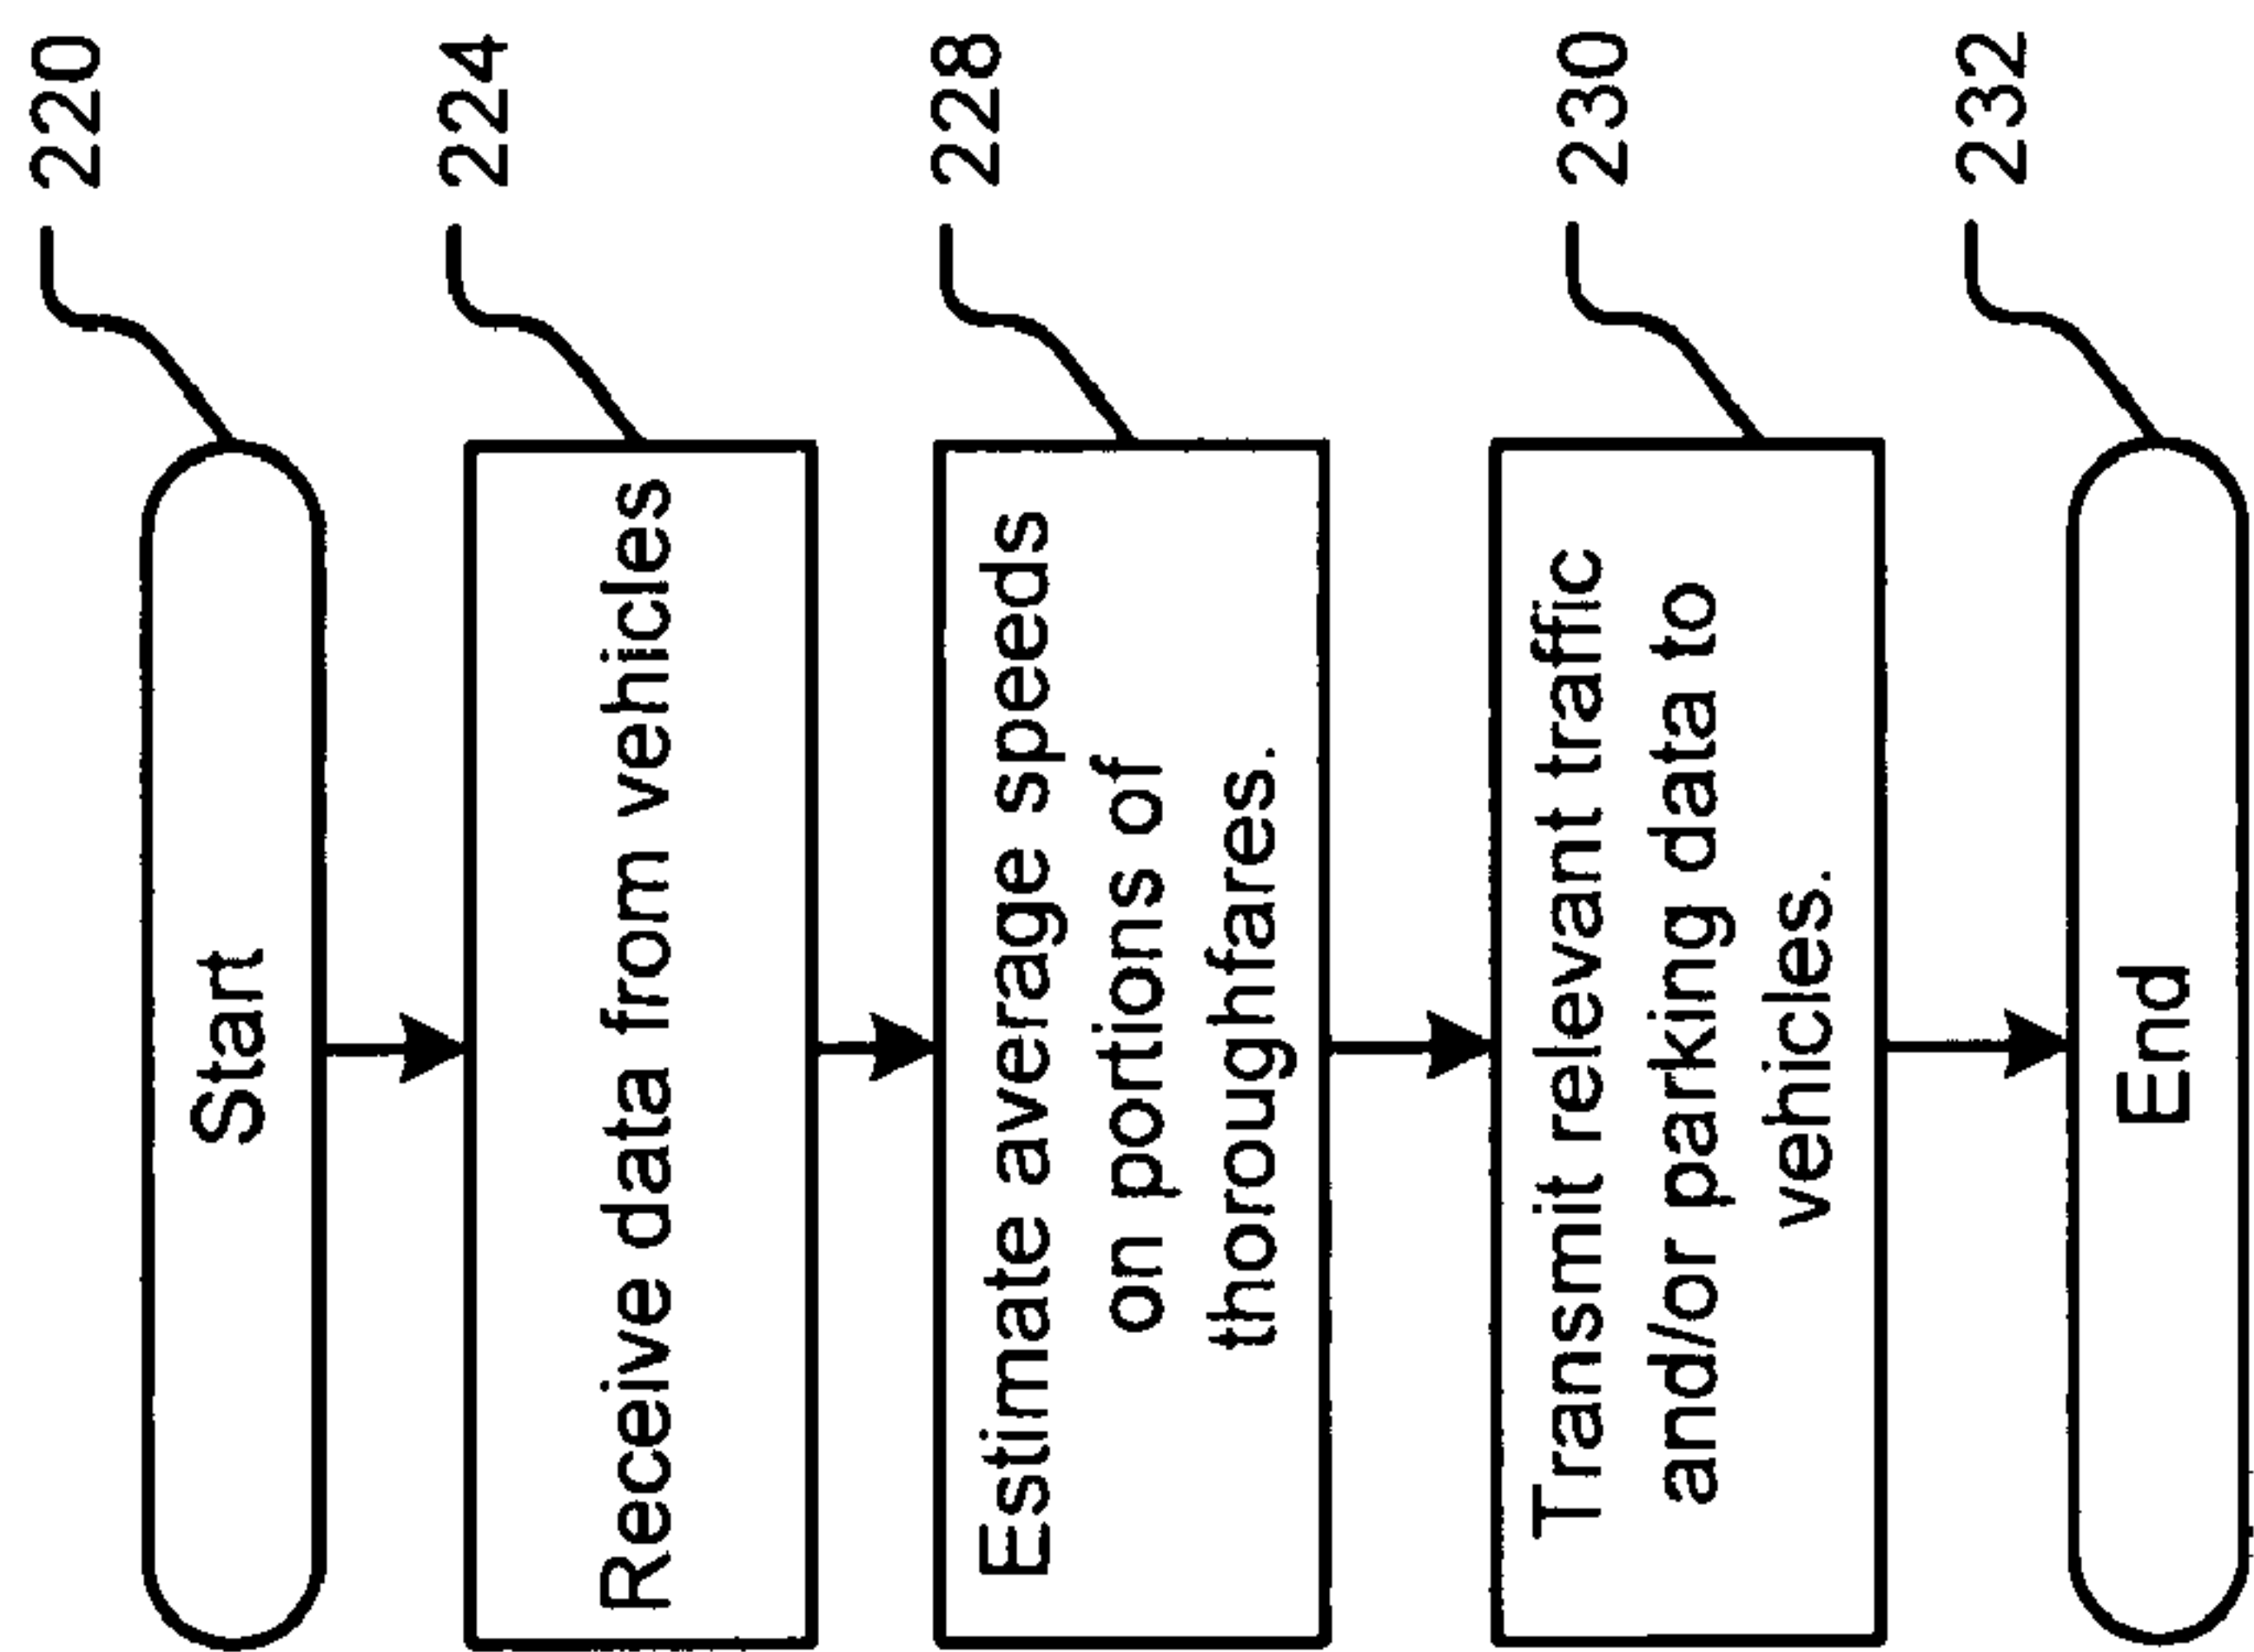 Start
220
Receive data from vehicles
224
Estimate average speeds
on portions of
thoroughfares.
228
Transmit relevant traffic
and/or parking data to
vehicles.
230
End
232